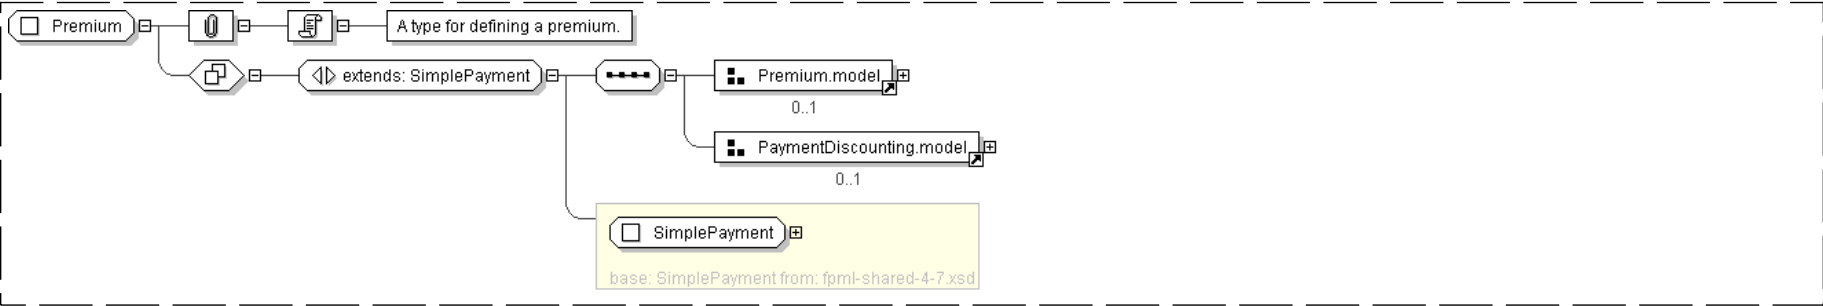 Premium
A type for defining a premium.
extends: SimplePayment
Premium.model
0..1
PaymentDiscounting.model
0..1
SimplePayment
base: SimplePayment from: fpml-shared-4-7.xsd